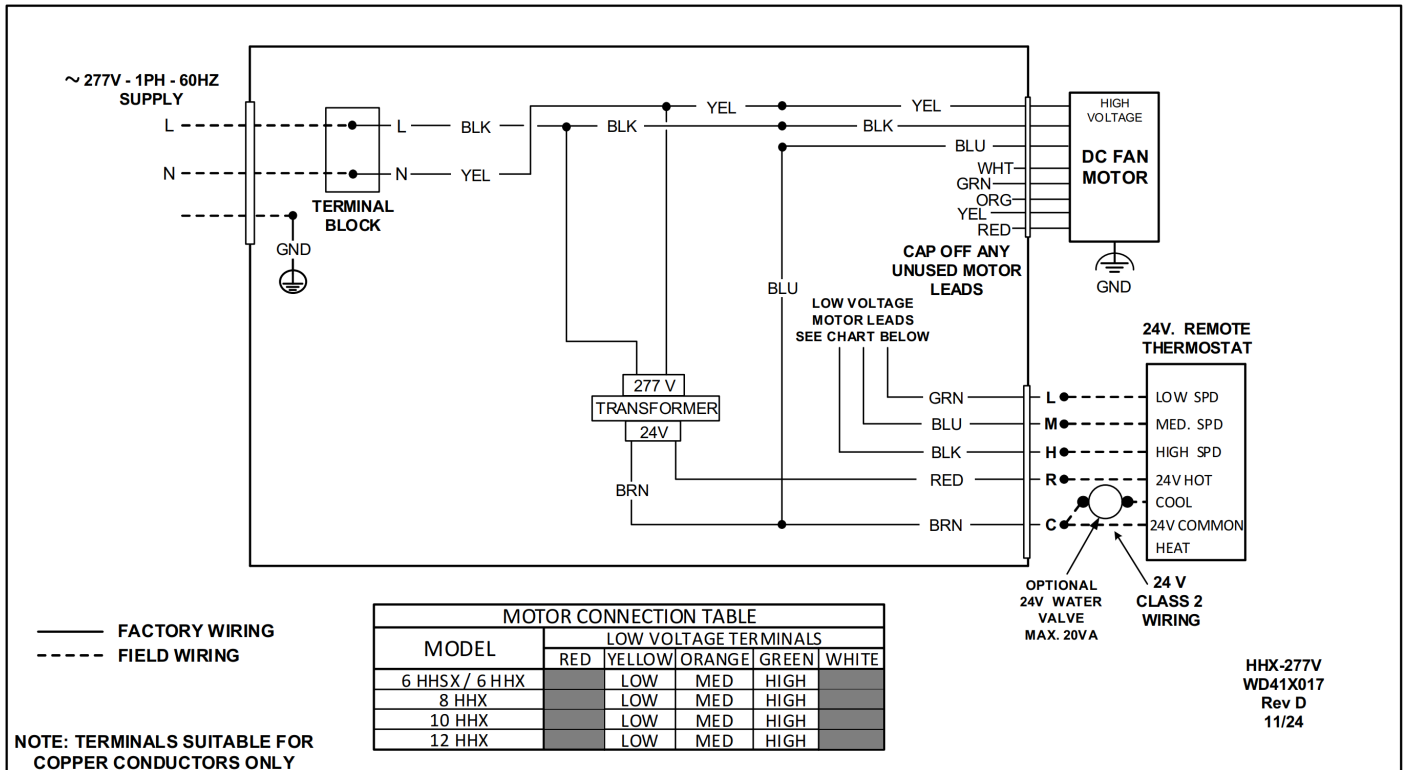 ~ 277V - 1PH - 60HZ
SUPPLY
L
N
L
BLK
BLK
BLK
N
YEL
YEL
YEL
TERMINAL
BLOCK
GND
BLU
WHT
GRN
ORG
YEL
RED
HIGH
VOLTAGE
DC FAN
MOTOR
GND
CAP OFF ANY
UNUSED MOTOR
LEADS
BLU
LOW VOLTAGE
MOTOR LEADS
SEE CHART BELOW
277 V
TRANSFORMER
24V
BRN
24V. REMOTE
THERMOSTAT
GRN L LOW SPD
BLU M MED. SPD
BLK H HIGH SPD
RED R 24V HOT
COOL
BRN C 24V COMMON
HEAT
OPTIONAL
24V WATER
VALVE
MAX. 20VA
24 V
CLASS 2
WIRING
FACTORY WIRING
FIELD WIRING
MOTOR CONNECTION TABLE
MODEL
LOW VOLTAGE TERMINALS
RED YELLOW ORANGE GREEN WHITE
6 HHSX / 6 HHX LOW MED HIGH
8 HHX LOW MED HIGH
10 HHX LOW MED HIGH
12 HHX LOW MED HIGH
HHX-277V
WD41X017
Rev D
11/24
NOTE: TERMINALS SUITABLE FOR
COPPER CONDUCTORS ONLY